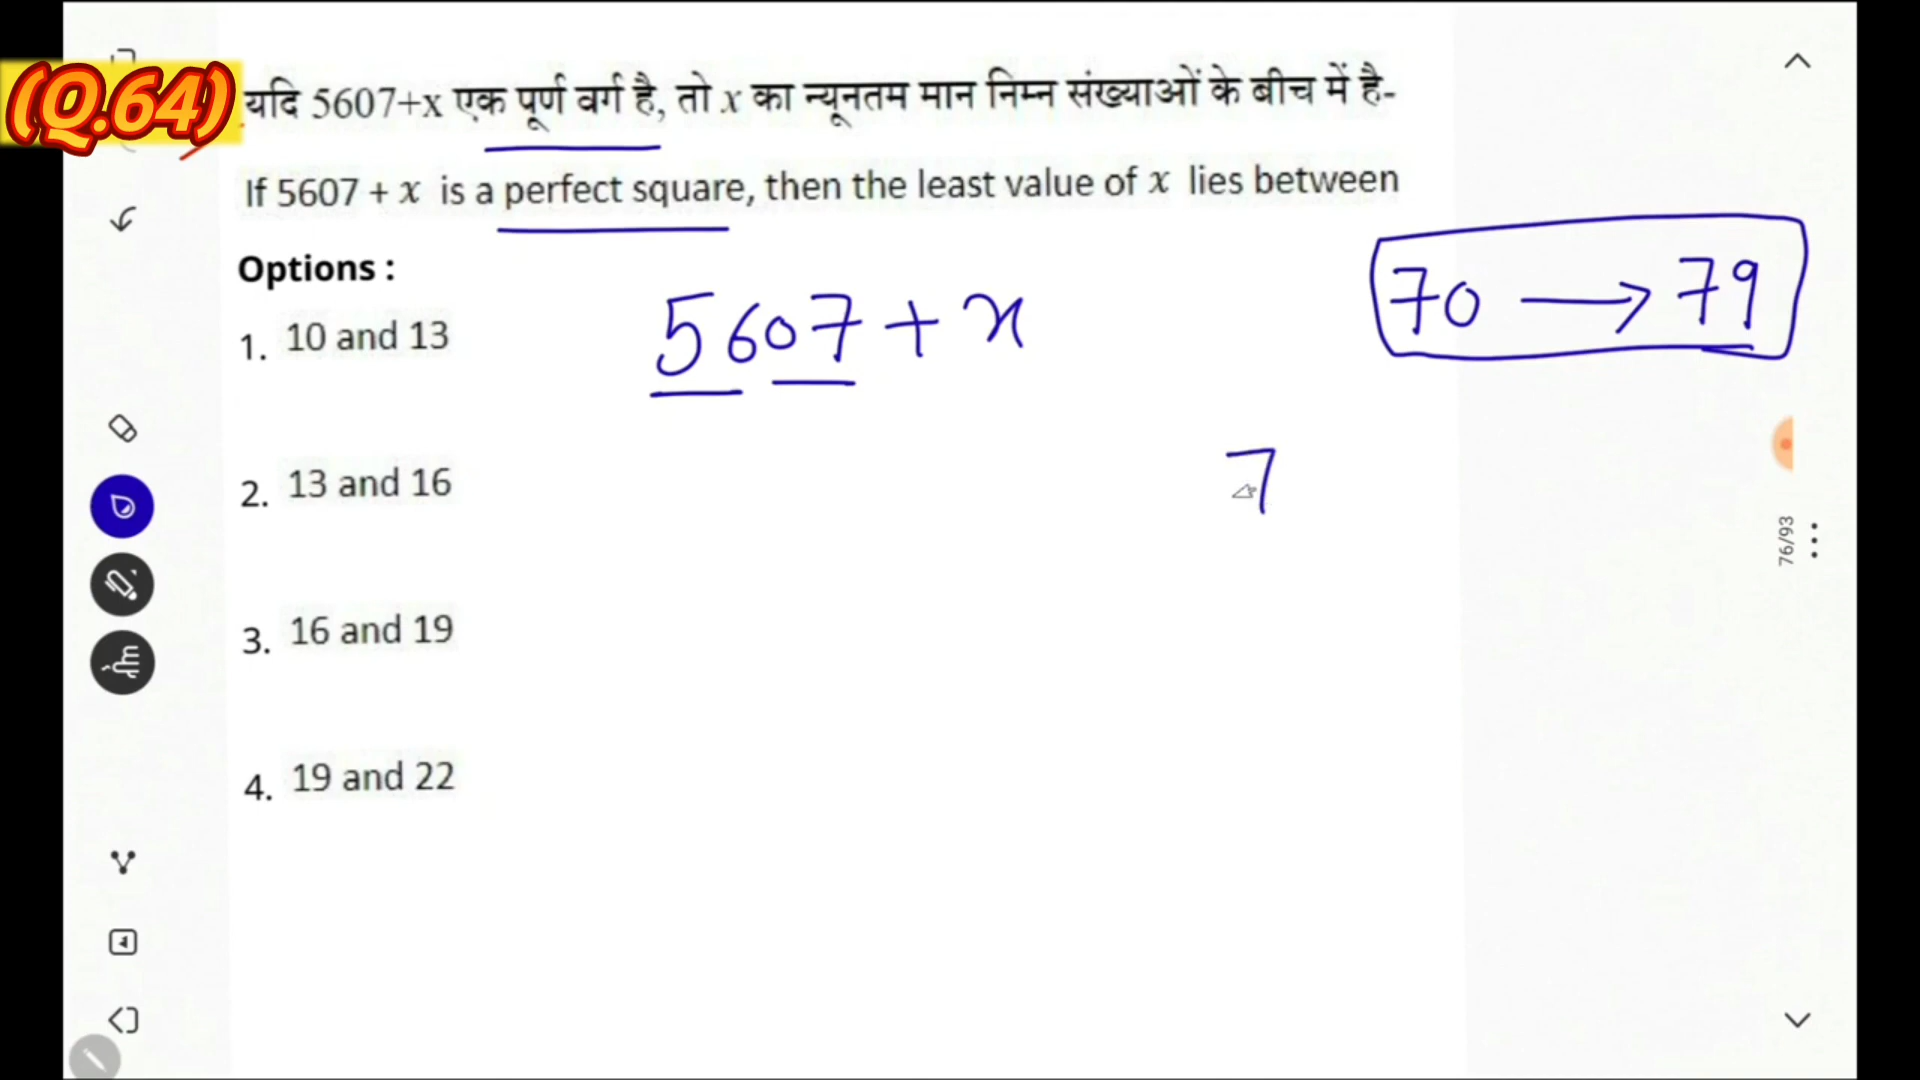 (Q.64) यदि 5607+x एक पूर्ण वर्ग है, तो x का न्यूनतम मान निम्न संख्याओं के बीच में है-
If 5607 + x is a perfect square, then the least value of x lies between
Options :
70 → 79
5607 + x
1. 10 and 13
7
2. 13 and 16
76/93
3. 16 and 19
4. 19 and 22